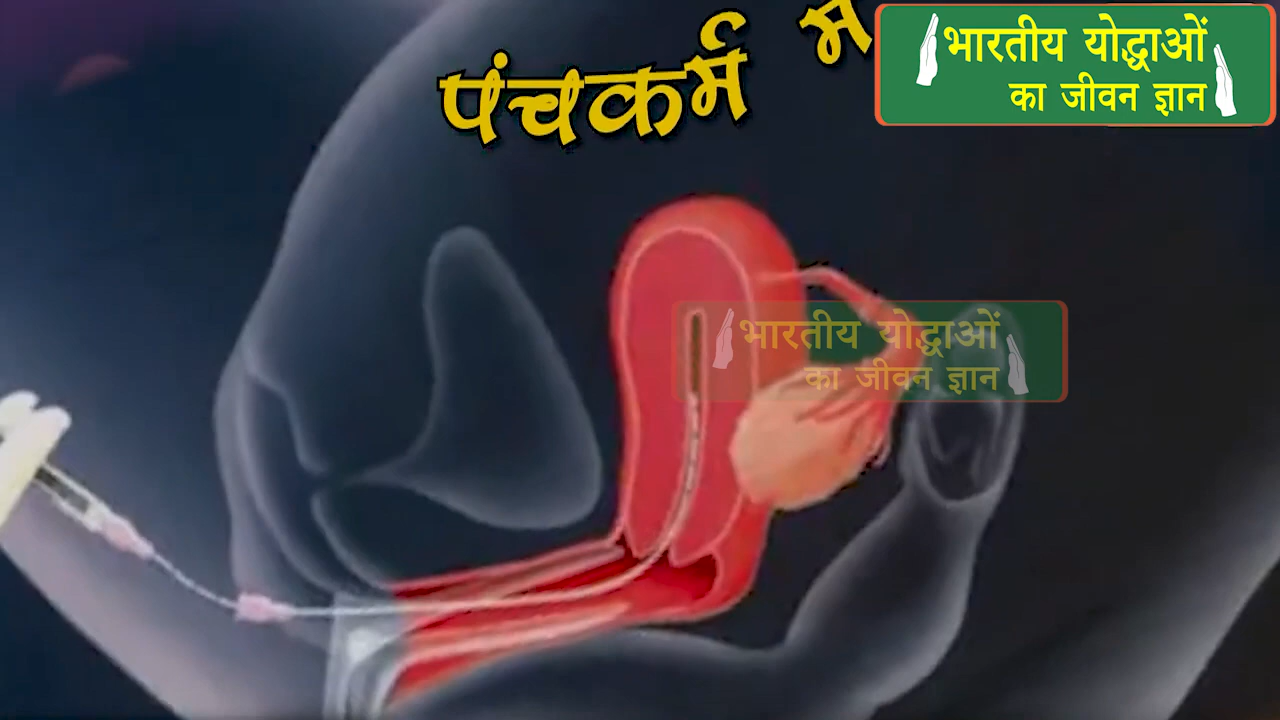 पंचकर्म में
भारतीय योद्धाओं
का जीवन ज्ञान
भारतीय योद्धाओं
का जीवन ज्ञान